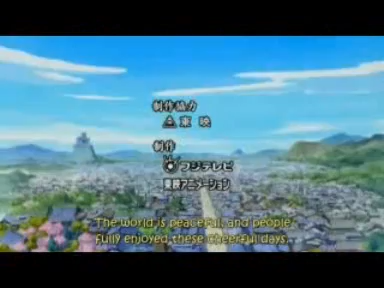 制作協力
東映
制作
フジテレビ
東映アニメーション
The world is peaceful, and people
fully enjoyed these cheerful days.